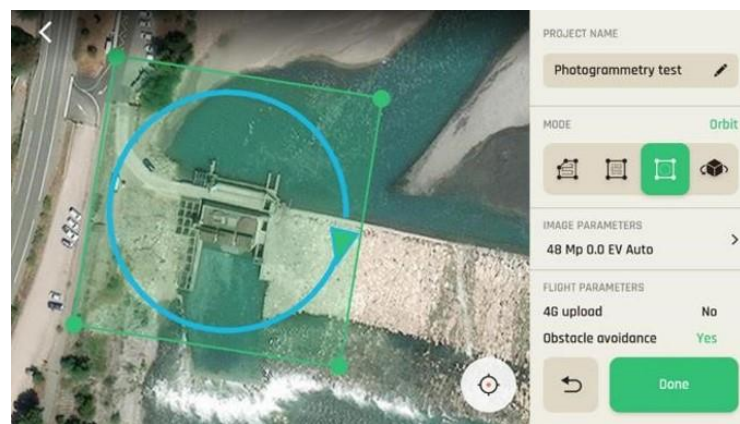 PROJECT NAME
Photogrammetry test
MODE Orbit
IMAGE PARAMETERS
48 Mp 0.0 EV Auto
FLIGHT PARAMETERS
4G upload No
Obstacle avoidance Yes
Done